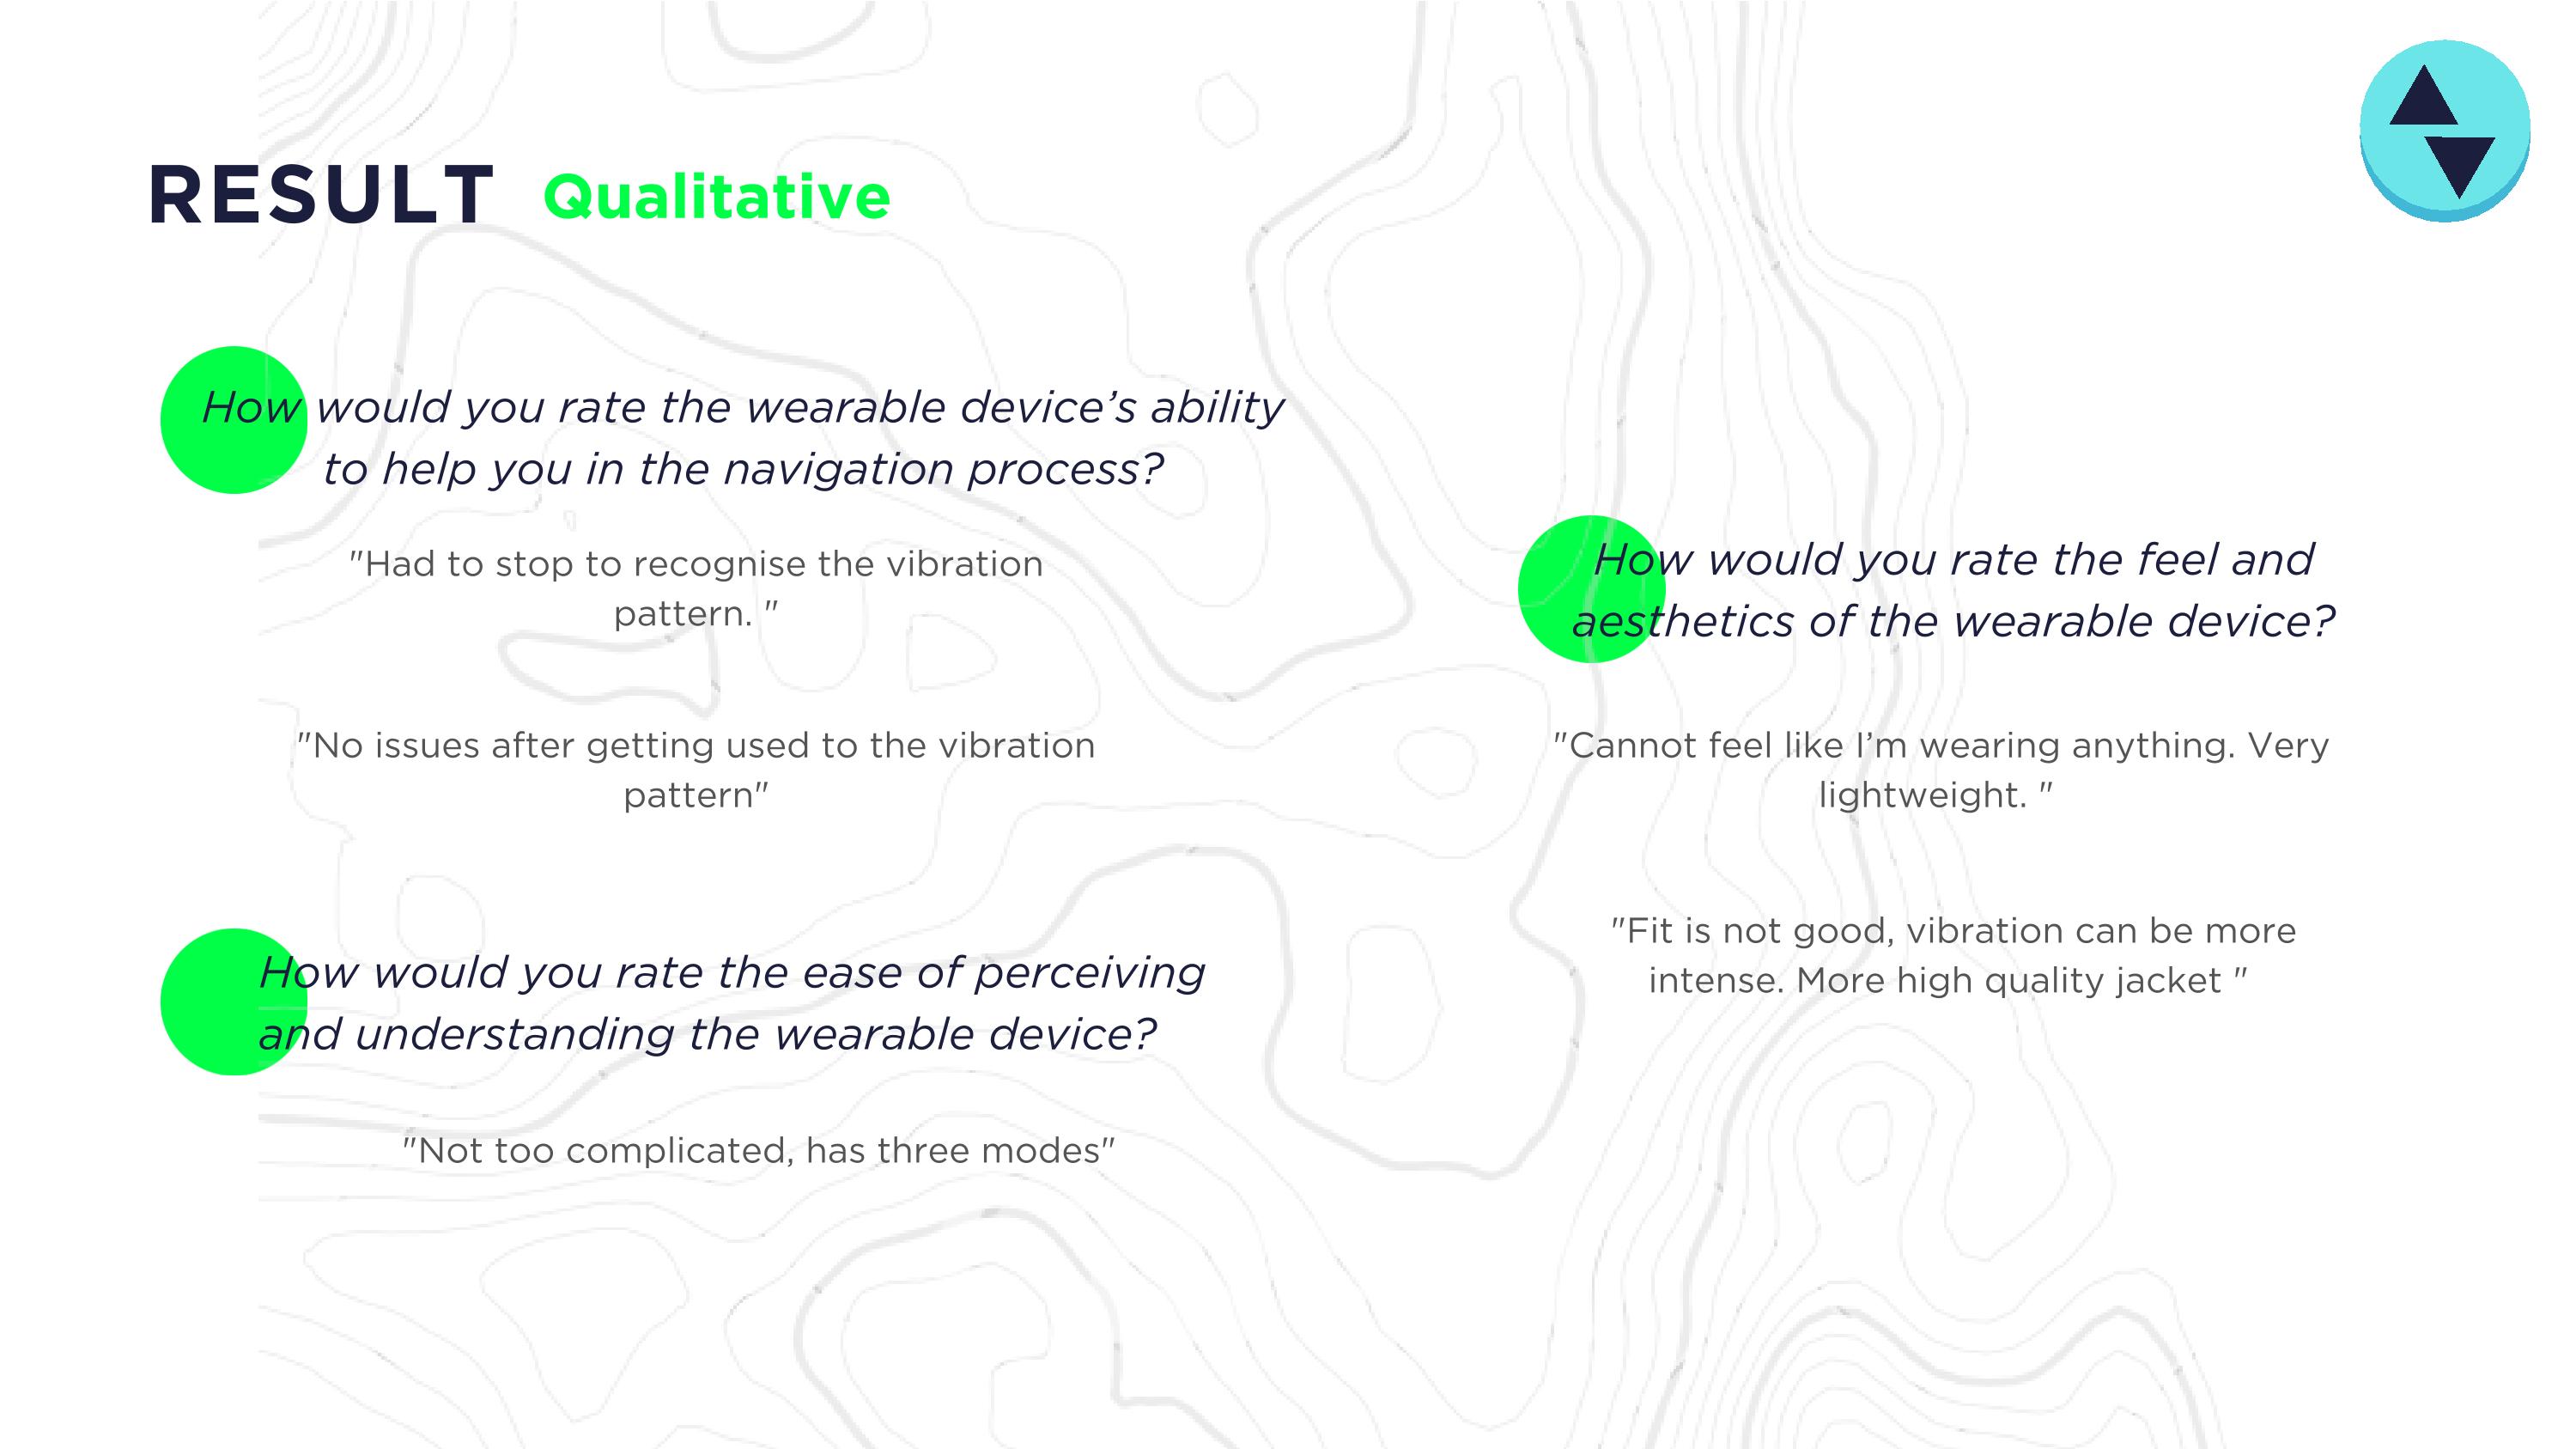 RESULT Qualitative
How would you rate the wearable device’s ability
to help you in the navigation process?
"Had to stop to recognise the vibration
pattern. "
"No issues after getting used to the vibration
pattern"
How would you rate the ease of perceiving
and understanding the wearable device?
"Not too complicated, has three modes"
How would you rate the feel and
aesthetics of the wearable device?
"Cannot feel like I’m wearing anything. Very
lightweight. "
"Fit is not good, vibration can be more
intense. More high quality jacket "